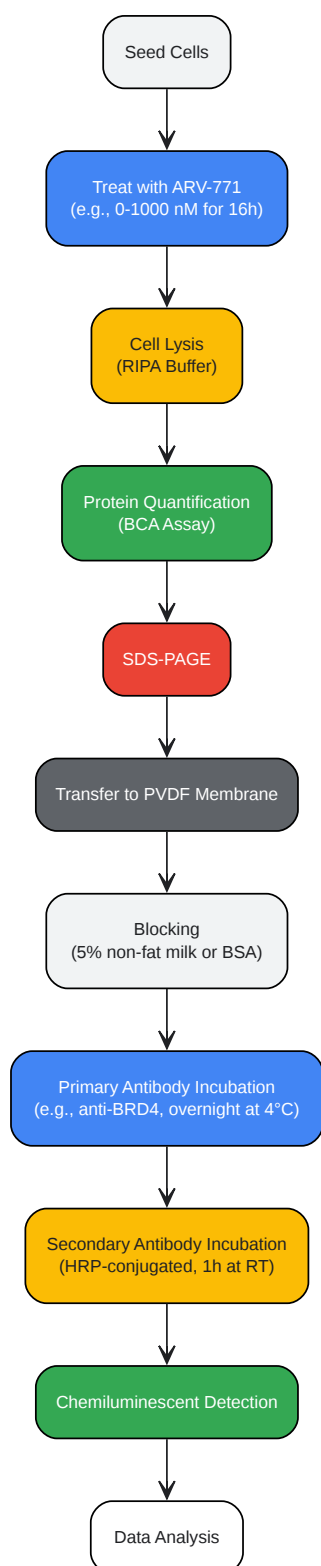 Seed Cells
Treat with ARV-771
(e.g., 0-1000 nM for 16h)
Cell Lysis
(RIPA Buffer)
Protein Quantification
(BCA Assay)
SDS-PAGE
Transfer to PVDF Membrane
Blocking
(5% non-fat milk or BSA)
Primary Antibody Incubation
(e.g., anti-BRD4, overnight at 4°C)
Secondary Antibody Incubation
(HRP-conjugated, 1h at RT)
Chemiluminescent Detection
Data Analysis